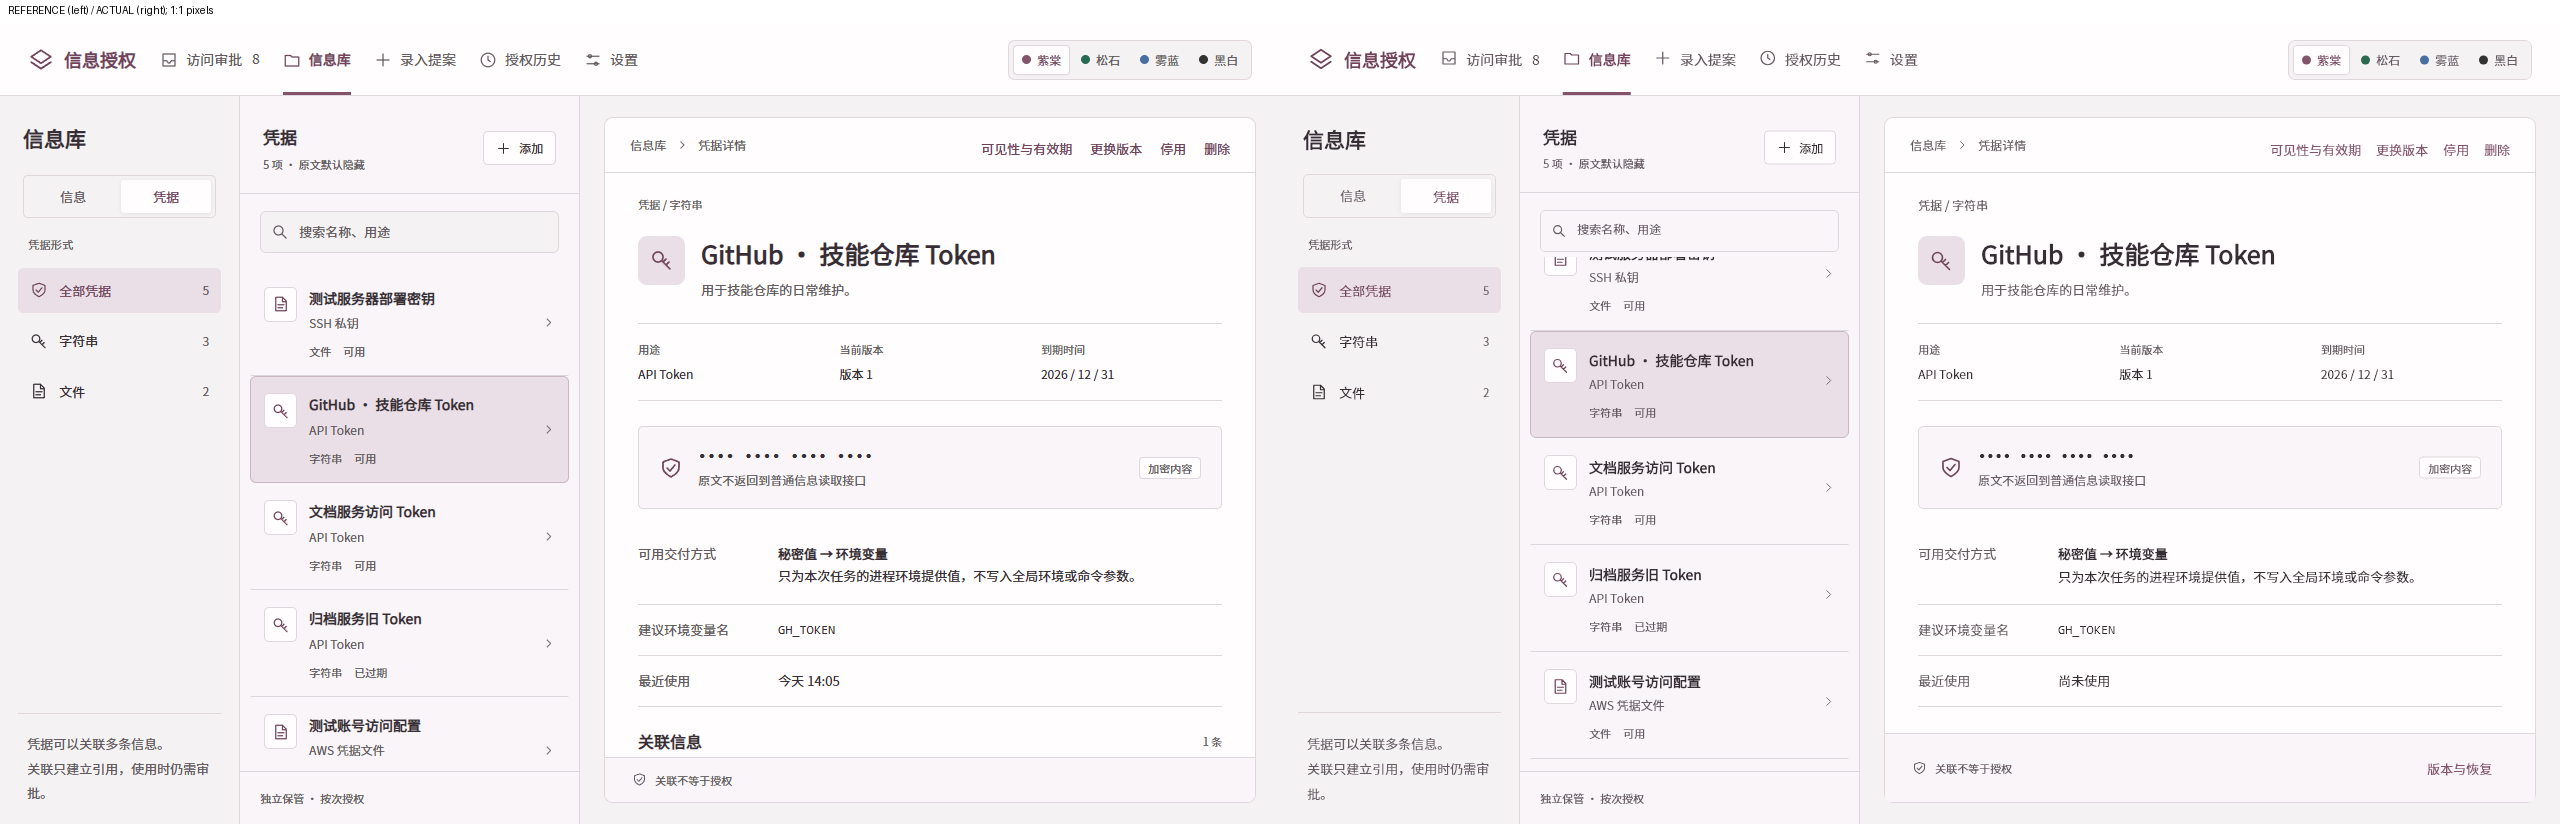 REFERENCE (left) / ACTUAL (right); 1:1 pixels
信息授权 访问审批 8 信息库 录入提案 授权历史 设置 紫棠 松石 雾蓝 黑白
信息库
信息 凭据
凭据形式
全部凭据 5
字符串 3
文件 2
凭据可以关联多条信息。
关联只建立引用，使用时仍需审
批。
凭据
5 项 · 原文默认隐藏
添加
搜索名称、用途
测试服务器部署密钥
SSH 私钥
文件 可用
GitHub · 技能仓库 Token
API Token
字符串 可用
文档服务访问 Token
API Token
字符串 可用
归档服务旧 Token
API Token
字符串 已过期
测试账号访问配置
AWS 凭据文件
独立保管 · 按次授权
信息库 > 凭据详情 可见性与有效期 更换版本 停用 删除
凭据 / 字符串
GitHub · 技能仓库 Token
用于技能仓库的日常维护。
用途 当前版本 到期时间
API Token 版本 1 2026 / 12 / 31
•••• •••• •••• ••••
原文不返回到普通信息读取接口
加密内容
可用交付方式 秘密值 → 环境变量
只为本次任务的进程环境提供值，不写入全局环境或命令参数。
建议环境变量名 GH_TOKEN
最近使用 今天 14:05
关联信息 1 条
关联不等于授权
信息授权 访问审批 8 信息库 录入提案 授权历史 设置 紫棠 松石 雾蓝 黑白
信息库
信息 凭据
凭据形式
全部凭据 5
字符串 3
文件 2
凭据可以关联多条信息。
关联只建立引用，使用时仍需审
批。
凭据
5 项 · 原文默认隐藏
添加
搜索名称、用途
测试服务器部署密钥
SSH 私钥
文件 可用
GitHub · 技能仓库 Token
API Token
字符串 可用
文档服务访问 Token
API Token
字符串 可用
归档服务旧 Token
API Token
字符串 已过期
测试账号访问配置
AWS 凭据文件
文件 可用
独立保管 · 按次授权
信息库 > 凭据详情 可见性与有效期 更换版本 停用 删除
凭据 / 字符串
GitHub · 技能仓库 Token
用于技能仓库的日常维护。
用途 当前版本 到期时间
API Token 版本 1 2026 / 12 / 31
•••• •••• •••• ••••
原文不返回到普通信息读取接口
加密内容
可用交付方式 秘密值 → 环境变量
只为本次任务的进程环境提供值，不写入全局环境或命令参数。
建议环境变量名 GH_TOKEN
最近使用 尚未使用
关联不等于授权 版本与恢复